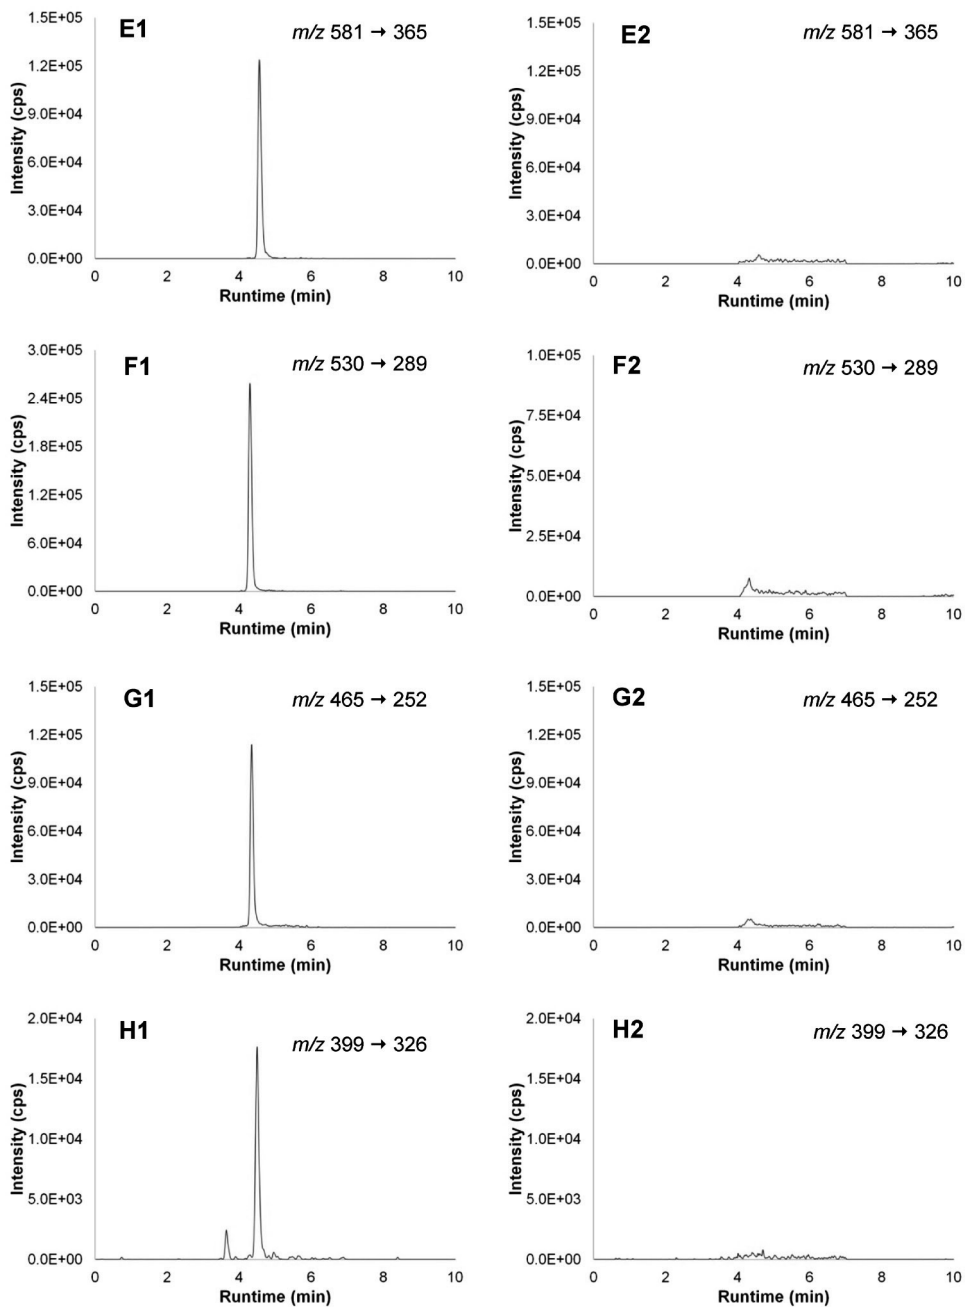 E1
m/z 581 → 365
Intensity (cps)
1.5E+05
1.2E+05
9.0E+04
6.0E+04
3.0E+04
0.0E+00
0 2 4 6 8 10
Runtime (min)
E2
m/z 581 → 365
Intensity (cps)
1.5E+05
1.2E+05
9.0E+04
6.0E+04
3.0E+04
0.0E+00
0 2 4 6 8 10
Runtime (min)
F1
m/z 530 → 289
Intensity (cps)
3.0E+05
2.4E+05
1.8E+05
1.2E+05
6.0E+04
0.0E+00
0 2 4 6 8 10
Runtime (min)
F2
m/z 530 → 289
Intensity (cps)
1.0E+05
7.5E+04
5.0E+04
2.5E+04
0.0E+00
0 2 4 6 8 10
Runtime (min)
G1
m/z 465 → 252
Intensity (cps)
1.5E+05
1.2E+05
9.0E+04
6.0E+04
3.0E+04
0.0E+00
0 2 4 6 8 10
Runtime (min)
G2
m/z 465 → 252
Intensity (cps)
1.5E+05
1.2E+05
9.0E+04
6.0E+04
3.0E+04
0.0E+00
0 2 4 6 8 10
Runtime (min)
H1
m/z 399 → 326
Intensity (cps)
2.0E+04
1.5E+04
1.0E+04
5.0E+03
0.0E+00
0 2 4 6 8 10
Runtime (min)
H2
m/z 399 → 326
Intensity (cps)
2.0E+04
1.5E+04
1.0E+04
5.0E+03
0.0E+00
0 2 4 6 8 10
Runtime (min)